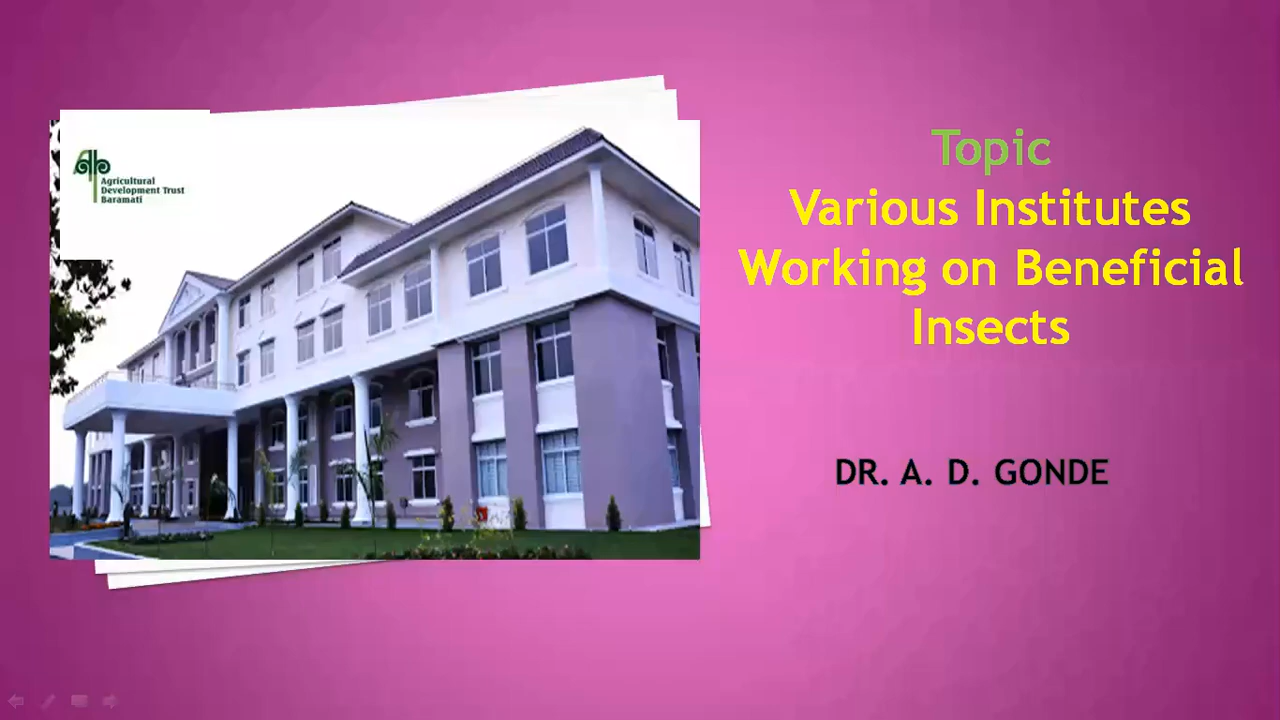 Agricultural
Development Trust
Baramati
Topic
Various Institutes
Working on Beneficial
Insects
DR. A. D. GONDE